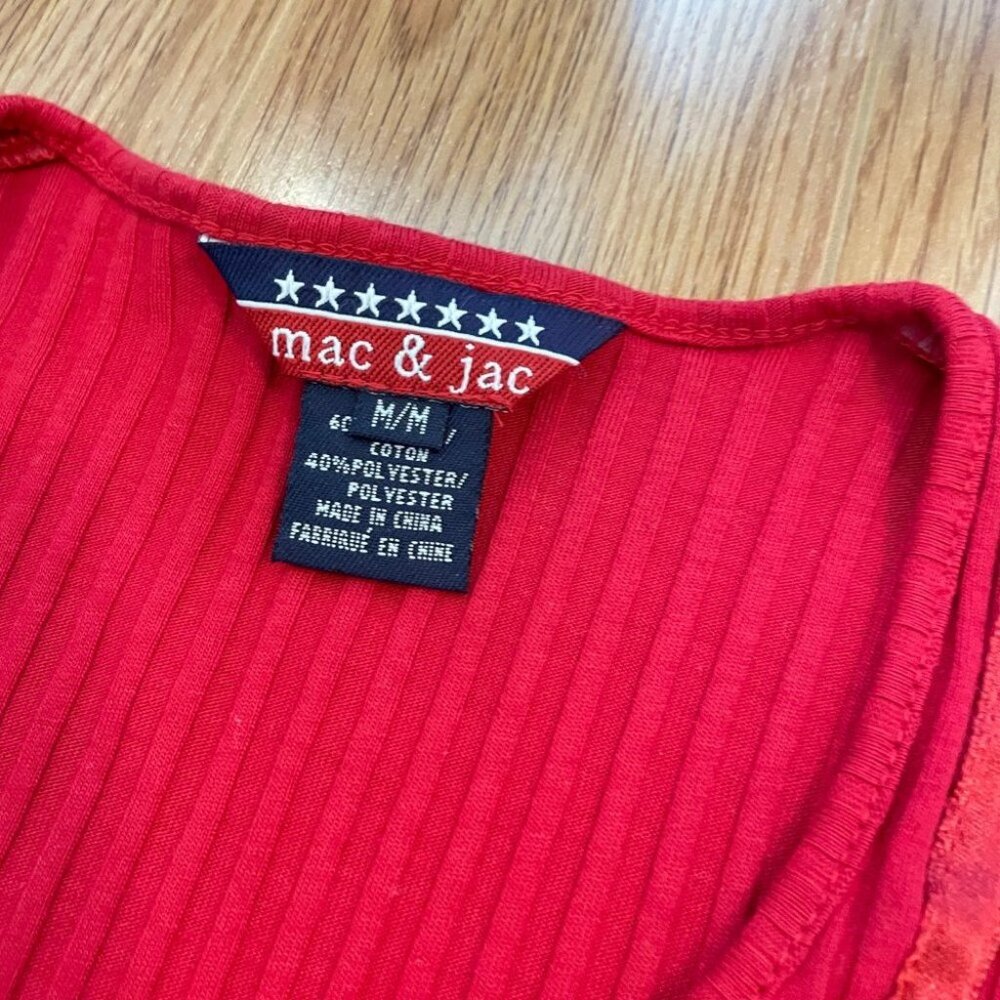 mac & jac
M/M
COTON
40%POLYESTER/
POLYESTER
MADE IN CHINA
FABRIQUÉ EN CHINE